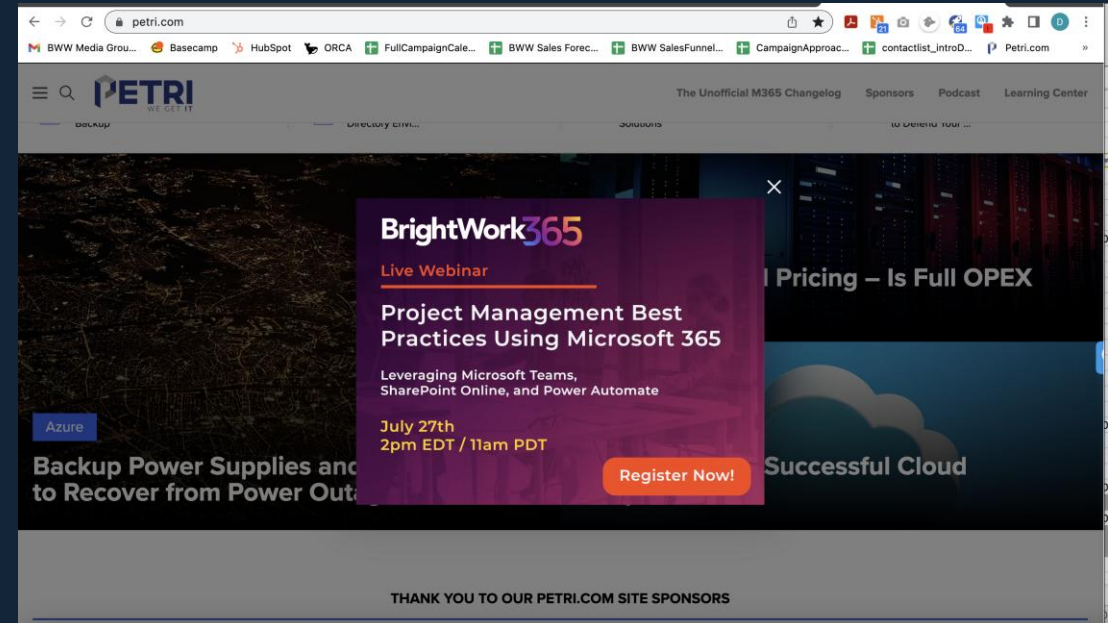 petri.com
21
64
1
D
BWW Media Grou...
Basecamp
HubSpot
ORCA
FullCampaignCale...
BWW Sales Forec...
BWW SalesFunnel...
CampaignApproac...
contactlist_introD...
Petri.com
»
PETRI
WE GET IT
The Unofficial M365 Changelog
Sponsors
Podcast
Learning Center
Backup
Directory Envi...
Solutions
to Defend Your ...
BrightWork365
Live Webinar
Project Management Best
Practices Using Microsoft 365
Leveraging Microsoft Teams,
SharePoint Online, and Power Automate
July 27th
2pm EDT / 11am PDT
Register Now!
Pricing – Is Full OPEX
Azure
Backup Power Supplies and
to Recover from Power
Successful Cloud
THANK YOU TO OUR PETRI.COM SITE SPONSORS